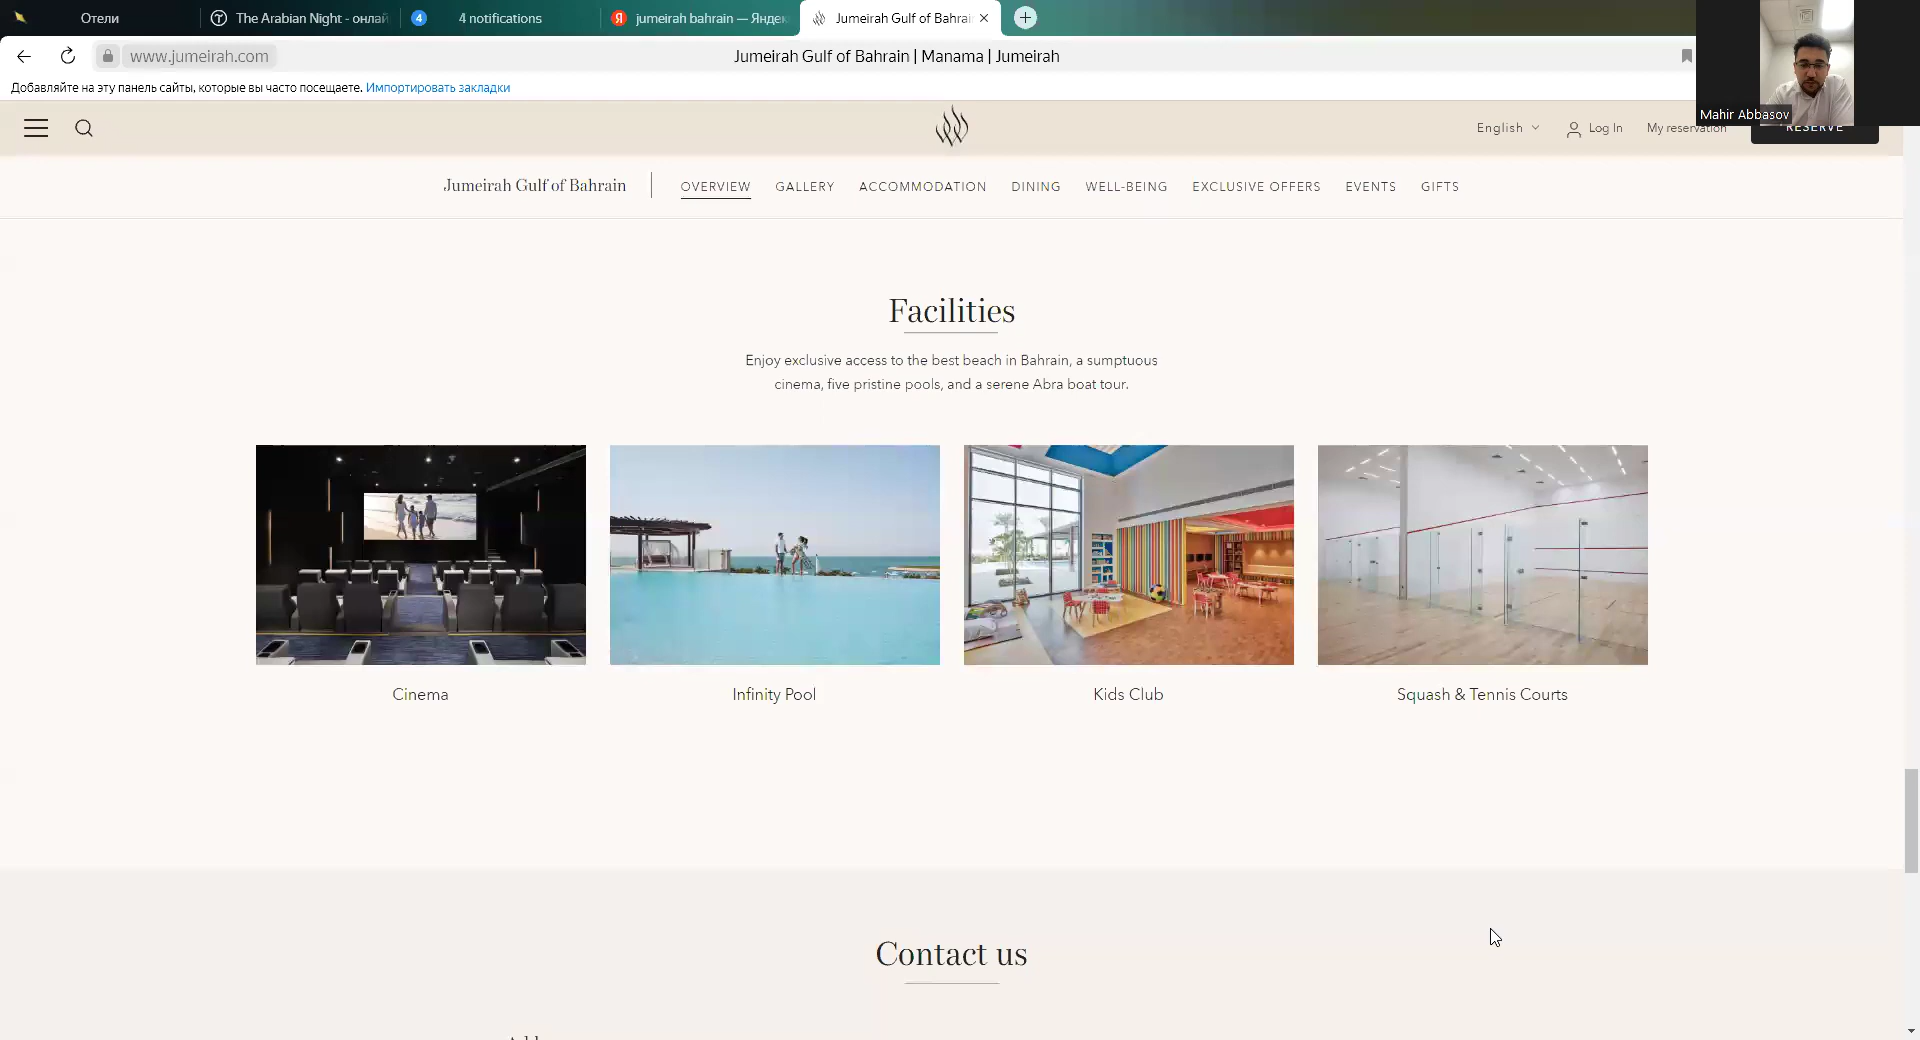 Отели
The Arabian Night - онлай
4
4 notifications
Я
jumeirah bahrain — Яндек
Jumeirah Gulf of Bahrai
www.jumeirah.com
Jumeirah Gulf of Bahrain | Manama | Jumeirah
Добавляйте на эту панель сайты, которые вы часто посещаете. Импортировать закладки
Mahir Abbasov
English
Log In
My reservation
RESERVE
Jumeirah Gulf of Bahrain
OVERVIEW
GALLERY
ACCOMMODATION
DINING
WELL-BEING
EXCLUSIVE OFFERS
EVENTS
GIFTS
Facilities
Enjoy exclusive access to the best beach in Bahrain, a sumptuous
cinema, five pristine pools, and a serene Abra boat tour.
Cinema
Infinity Pool
Kids Club
Squash & Tennis Courts
Contact us